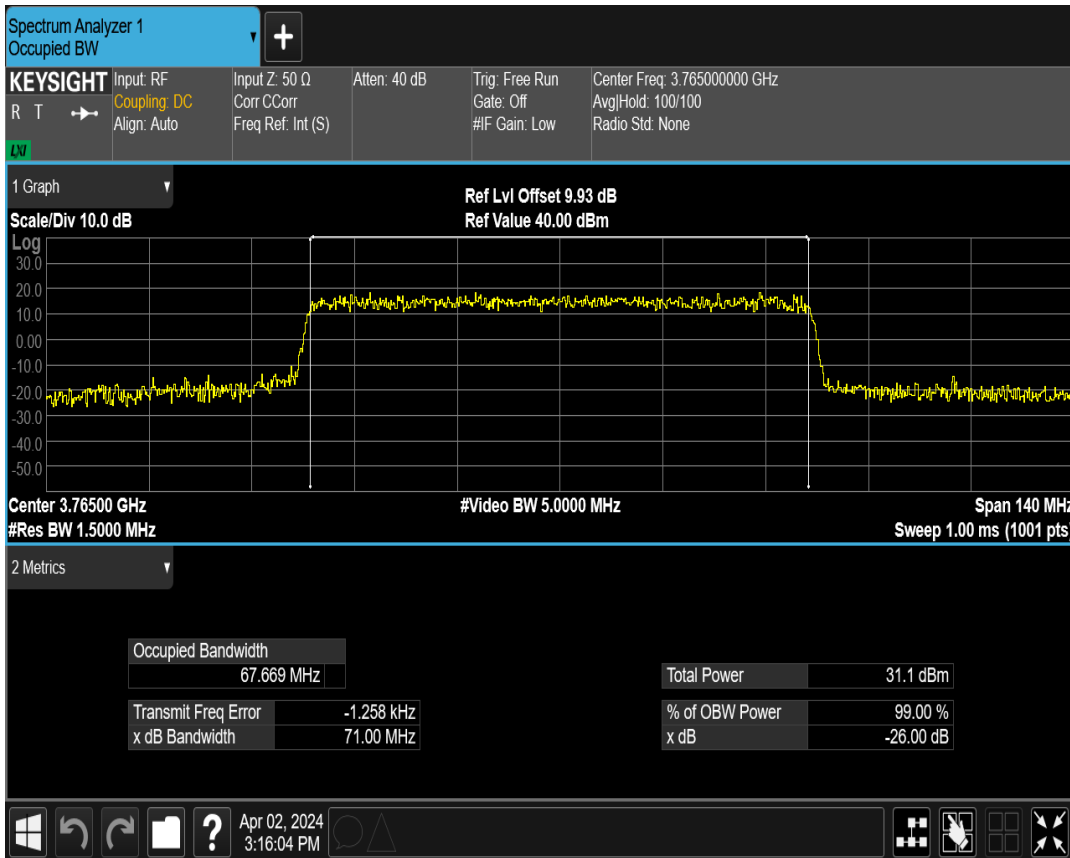 Spectrum Analyzer 1
Occupied BW
+
KEYSIGHT
R T
LXI
Input: RF
Coupling: DC
Align: Auto
Input Z: 50 Ω
Corr CCorr
Freq Ref: Int (S)
Atten: 40 dB
Trig: Free Run
Gate: Off
#IF Gain: Low
Center Freq: 3.765000000 GHz
Avg|Hold: 100/100
Radio Std: None
1 Graph
Scale/Div 10.0 dB
Ref Lvl Offset 9.93 dB
Ref Value 40.00 dBm
Log
30.0
20.0
10.0
0.00
-10.0
-20.0
-30.0
-40.0
-50.0
Center 3.76500 GHz
#Res BW 1.5000 MHz
#Video BW 5.0000 MHz
Span 140 MHz
Sweep 1.00 ms (1001 pts)
2 Metrics
Occupied Bandwidth
67.669 MHz
Transmit Freq Error -1.258 kHz
x dB Bandwidth 71.00 MHz
Total Power 31.1 dBm
% of OBW Power 99.00 %
x dB -26.00 dB
?
Apr 02, 2024
3:16:04 PM